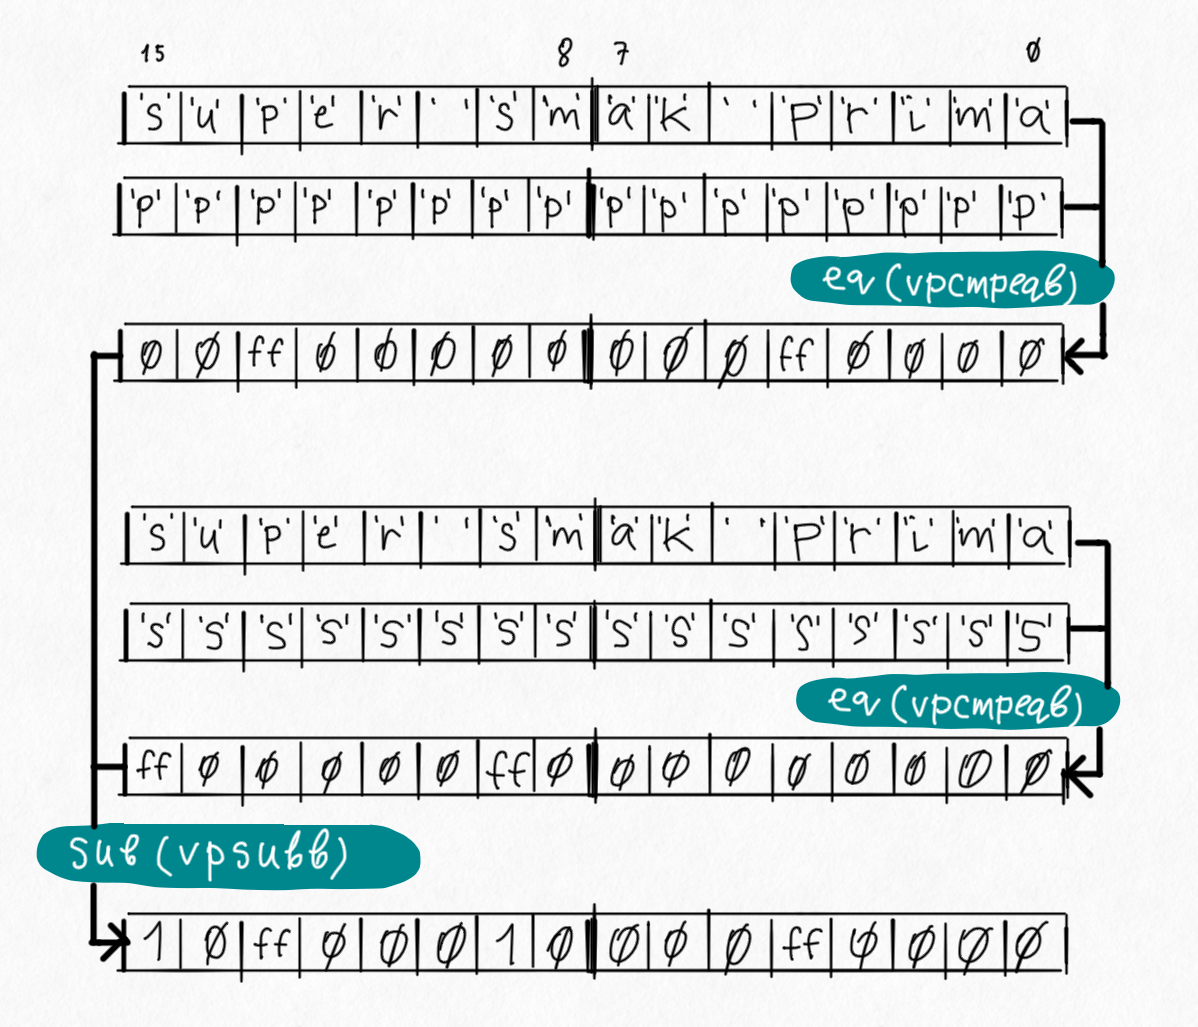 15 8 7 0
's' 'u' 'p' 'e' 'r' ' ' 's' 'm' 'a' 'k' ' ' 'p' 'r' 'i' 'm' 'a'
'p' 'p' 'p' 'p' 'p' 'p' 'p' 'p' 'p' 'p' 'p' 'p' 'p' 'p' 'p' 'p'
eq (vpcmpeqb)
0 0 ff 0 0 0 0 0 0 0 0 ff 0 0 0 0
's' 'u' 'p' 'e' 'r' ' ' 's' 'm' 'a' 'k' ' ' 'p' 'r' 'i' 'm' 'a'
's' 's' 's' 's' 's' 's' 's' 's' 's' 's' 's' 's' 's' 's' 's' 's'
eq (vpcmpeqb)
ff 0 0 0 0 0 ff 0 0 0 0 0 0 0 0 0
sub (vpsubb)
1 0 ff 0 0 0 1 0 0 0 0 ff 0 0 0 0